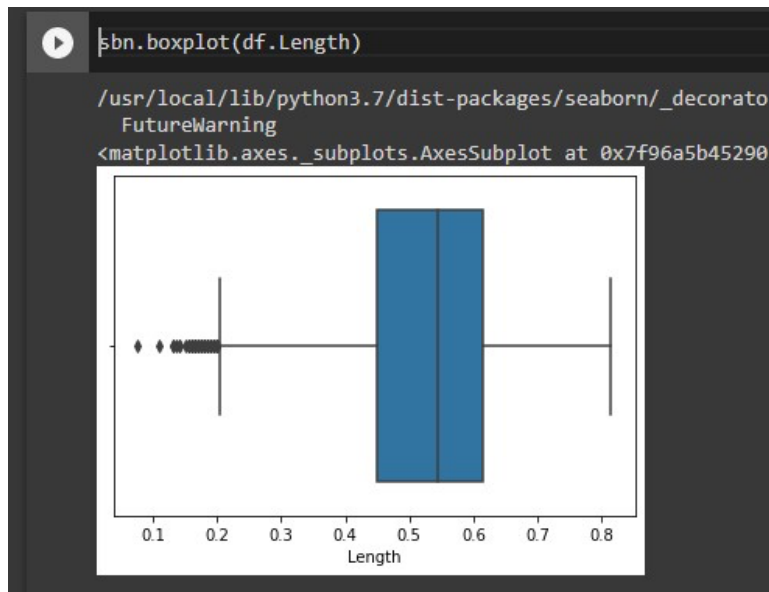 sbn.boxplot(df.Length)
/usr/local/lib/python3.7/dist-packages/seaborn/_decorato
FutureWarning
<matplotlib.axes._subplots.AxesSubplot at 0x7f96a5b45290
0.1 0.2 0.3 0.4 0.5 0.6 0.7 0.8
Length